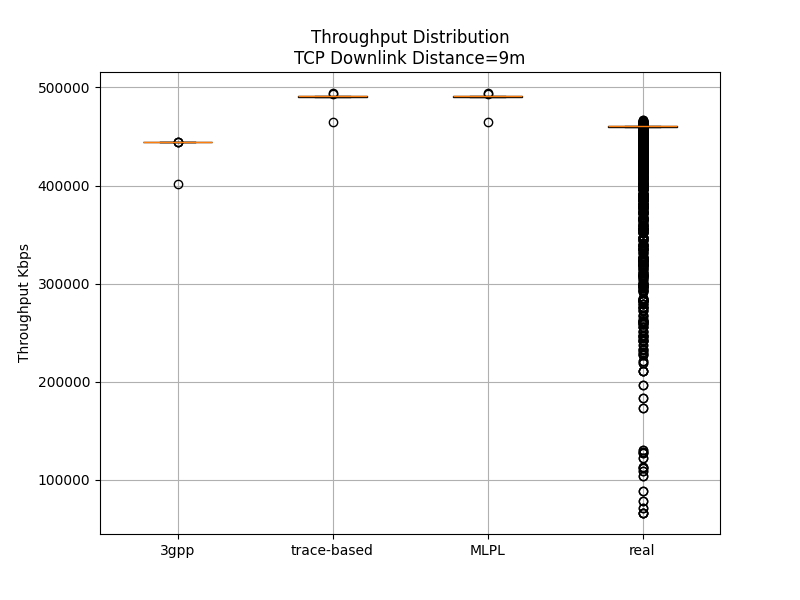 Throughput Distribution
TCP Downlink Distance=9m
Throughput Kbps
500000
400000
300000
200000
100000
3gpp
trace-based
MLPL
real